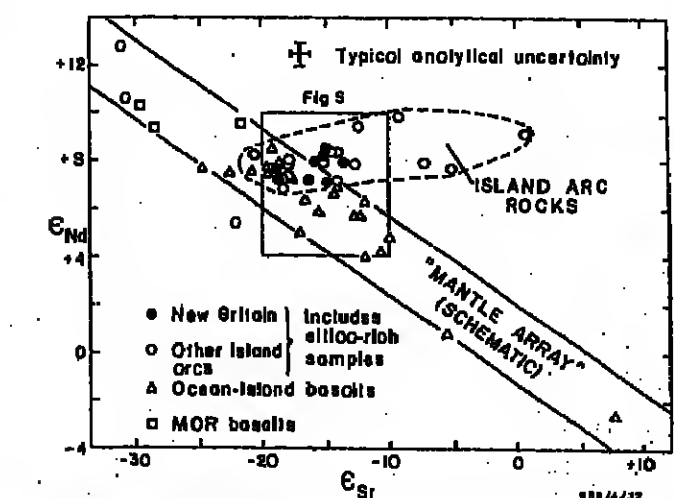 +12
Typical analytical uncertainty
Fig 9
+8
ISLAND ARC
ROCKS
εNd
+4
"MANTLE ARRAY"
(SCHEMATIC)
New Britain
Other island
arcs
includes
silica-rich
samples
0
Ocean-island basalts
MOR basalts
-4
-30
-20
-10
0
+10
εSr